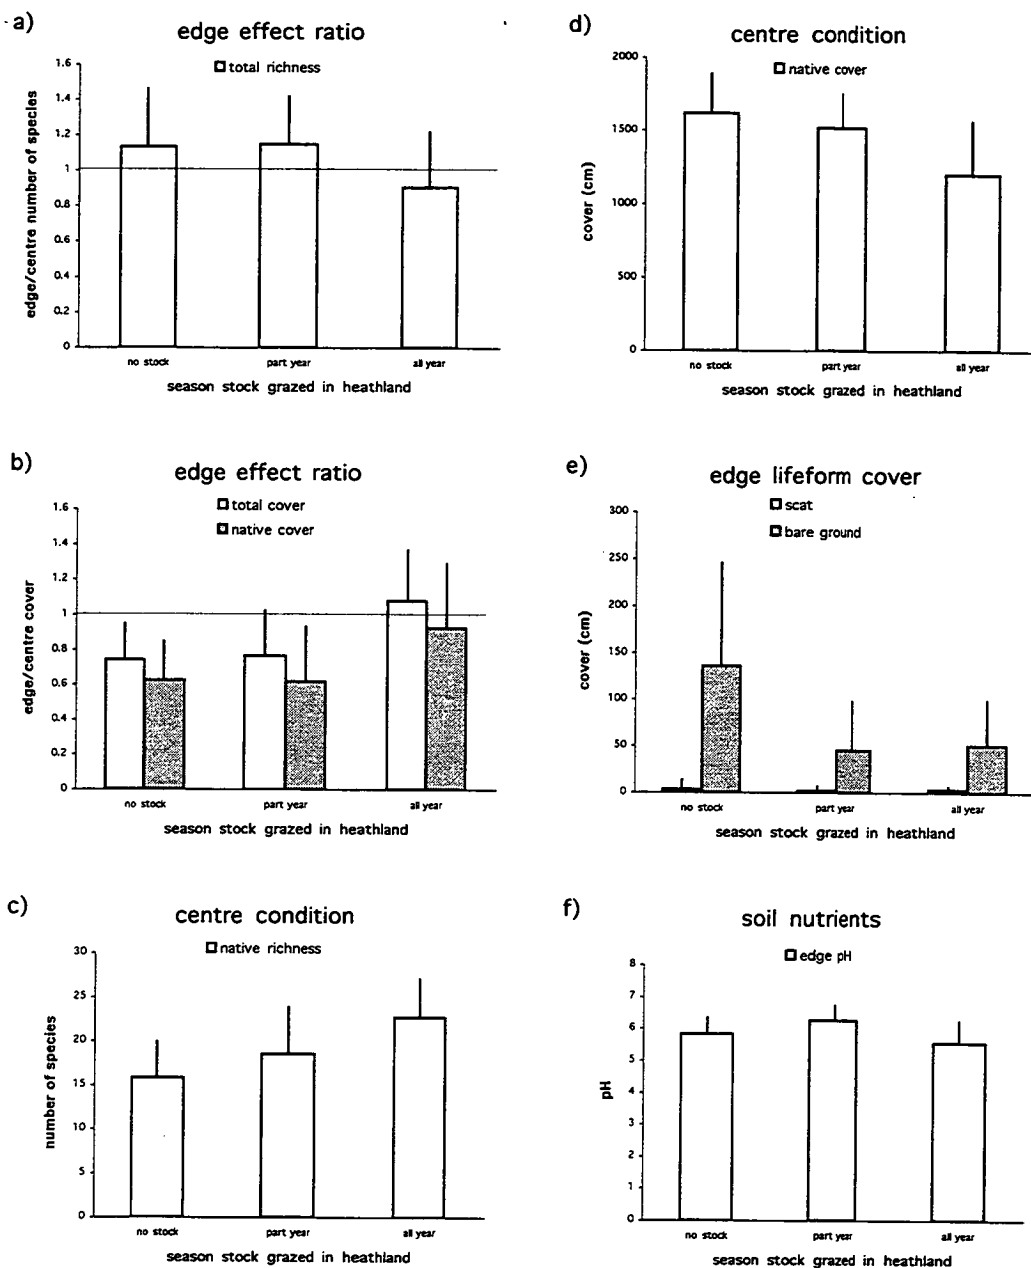 a)
edge effect ratio
total richness
1.6
1.4
1.2
1
0.8
0.6
0.4
0.2
0
edge/centre number of species
no stock part year all year
season stock grazed in heathland
b)
edge effect ratio
total cover
native cover
1.6
1.4
1.2
1
0.8
0.6
0.4
0.2
0
edge/centre cover
no stock part year all year
season stock grazed in heathland
c)
centre condition
native richness
30
25
20
15
10
5
0
number of species
no stock part year all year
season stock grazed in heathland
d)
centre condition
native cover
2000
1500
1000
500
0
cover (cm)
no stock part year all year
season stock grazed in heathland
e)
edge lifeform cover
scat
bare ground
300
250
200
150
100
50
0
cover (cm)
no stock part year all year
season stock grazed in heathland
f)
soil nutrients
edge pH
8
7
6
5
4
3
2
1
0
pH
no stock part year all year
season stock grazed in heathland